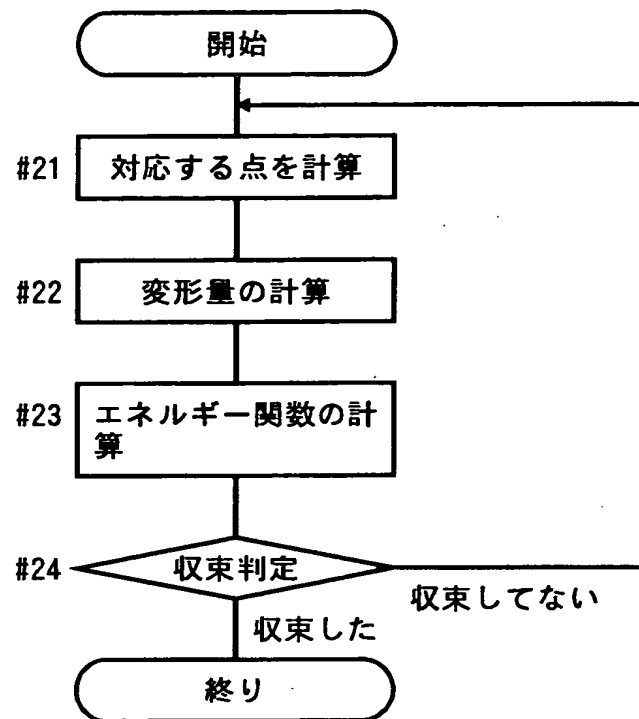 開始
#21 対応する点を計算
#22 変形量の計算
#23 エネルギー関数の計
算
#24 収束判定
収束してない
収束した
終り